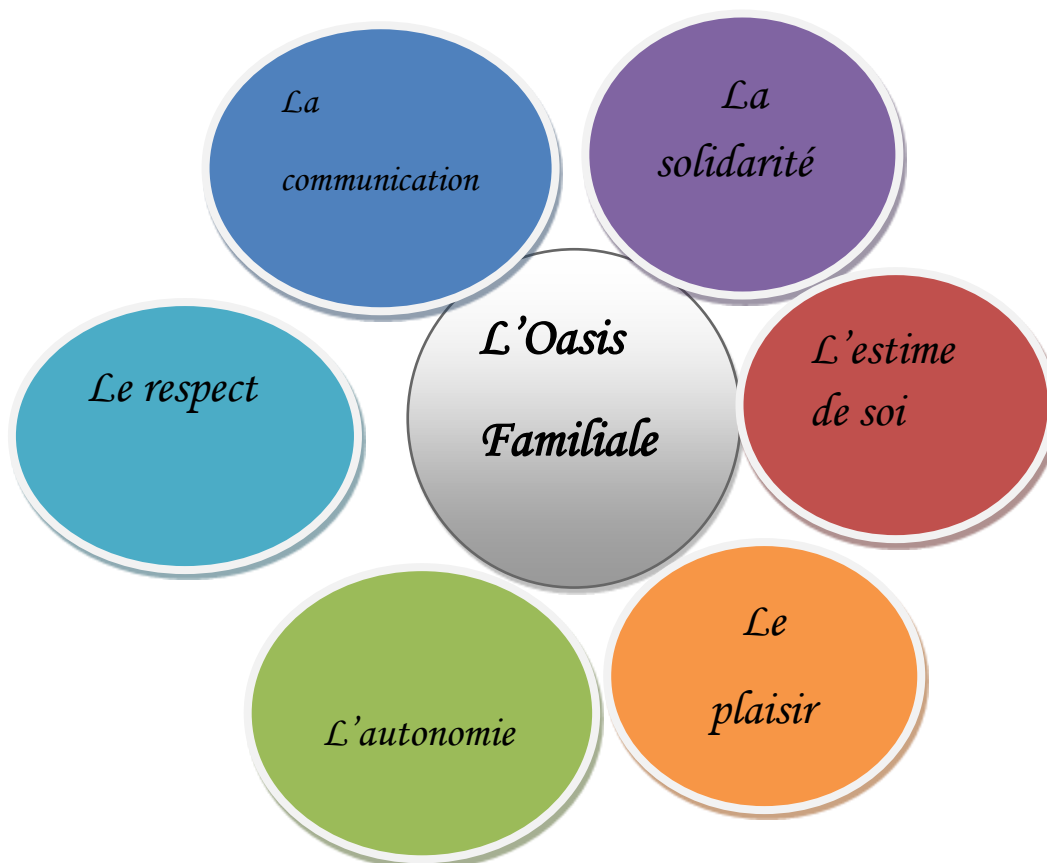 La
communication
La
solidarité
L’Oasis
Familiale
L’estime
de soi
Le respect
Le
plaisir
L’autonomie